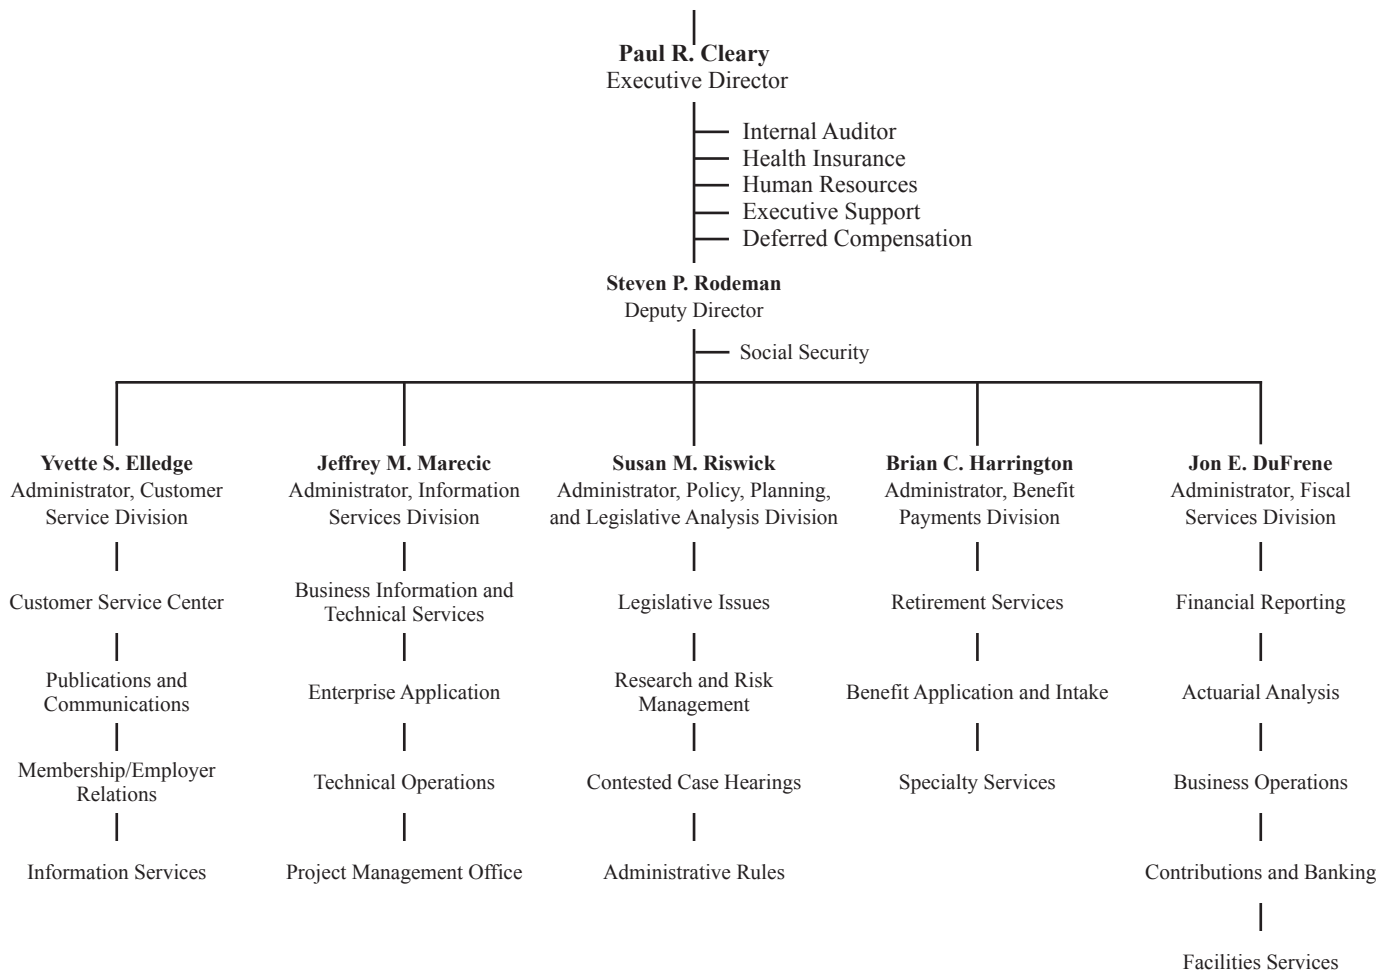 Paul R. Cleary
Executive Director
Internal Auditor
Health Insurance
Human Resources
Executive Support
Deferred Compensation
Steven P. Rodeman
Deputy Director
Social Security
Yvette S. Elledge
Administrator, Customer
Service Division
Customer Service Center
Publications and
Communications
Membership/Employer
Relations
Information Services
Jeffrey M. Marecic
Administrator, Information
Services Division
Business Information and
Technical Services
Enterprise Application
Technical Operations
Project Management Office
Susan M. Riswick
Administrator, Policy, Planning,
and Legislative Analysis Division
Legislative Issues
Research and Risk
Management
Contested Case Hearings
Administrative Rules
Brian C. Harrington
Administrator, Benefit
Payments Division
Retirement Services
Benefit Application and Intake
Specialty Services
Jon E. DuFrene
Administrator, Fiscal
Services Division
Financial Reporting
Actuarial Analysis
Business Operations
Contributions and Banking
Facilities Services